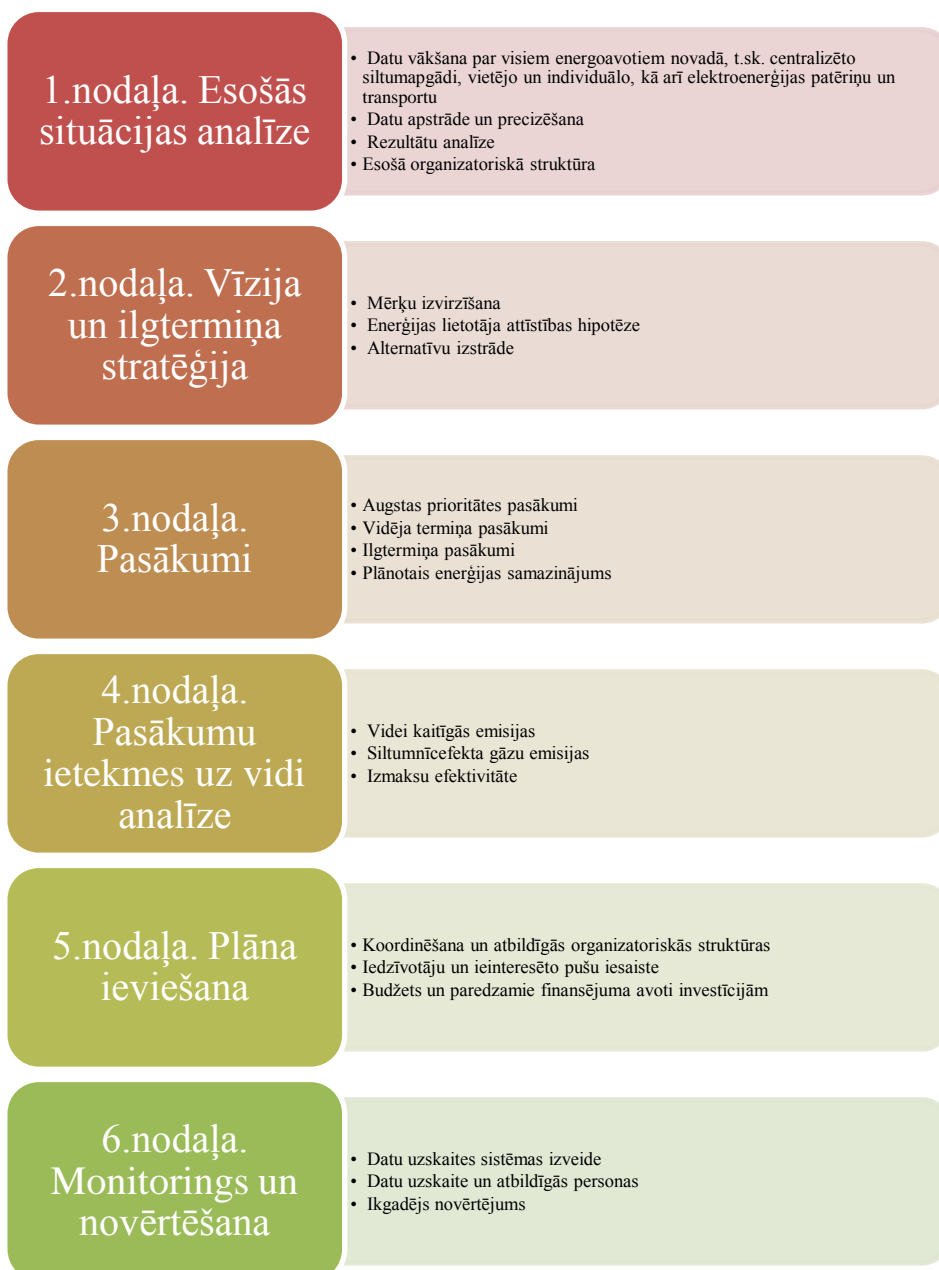 1.nodaļa. Esošās
situācijas analīze
• Datu vākšana par visiem energoavotiem novadā, t.sk. centralizēto
siltumapgādi, vietējo un individuālo, kā arī elektroenerģijas patēriņu un
transportu
• Datu apstrāde un precizēšana
• Rezultātu analīze
• Esošā organizatoriskā struktūra
2.nodaļa. Vīzija
un ilgtermiņa
stratēģija
• Mērķu izvirzīšana
• Enerģijas lietotāja attīstības hipotēze
• Alternatīvu izstrāde
3.nodaļa.
Pasākumi
• Augstas prioritātes pasākumi
• Vidēja termiņa pasākumi
• Ilgtermiņa pasākumi
• Plānotais enerģijas samazinājums
4.nodaļa.
Pasākumu
ietekmes uz vidi
analīze
• Videi kaitīgās emisijas
• Siltumnīcefekta gāzu emisijas
• Izmaksu efektivitāte
5.nodaļa. Plāna
ieviešana
• Koordinēšana un atbildīgās organizatoriskās struktūras
• Iedzīvotāju un ieinteresēto pušu iesaiste
• Budžets un paredzamie finansējuma avoti investīcijām
6.nodaļa.
Monitorings un
novērtēšana
• Datu uzskaites sistēmas izveide
• Datu uzskaite un atbildīgās personas
• Ikgadējs novērtējums